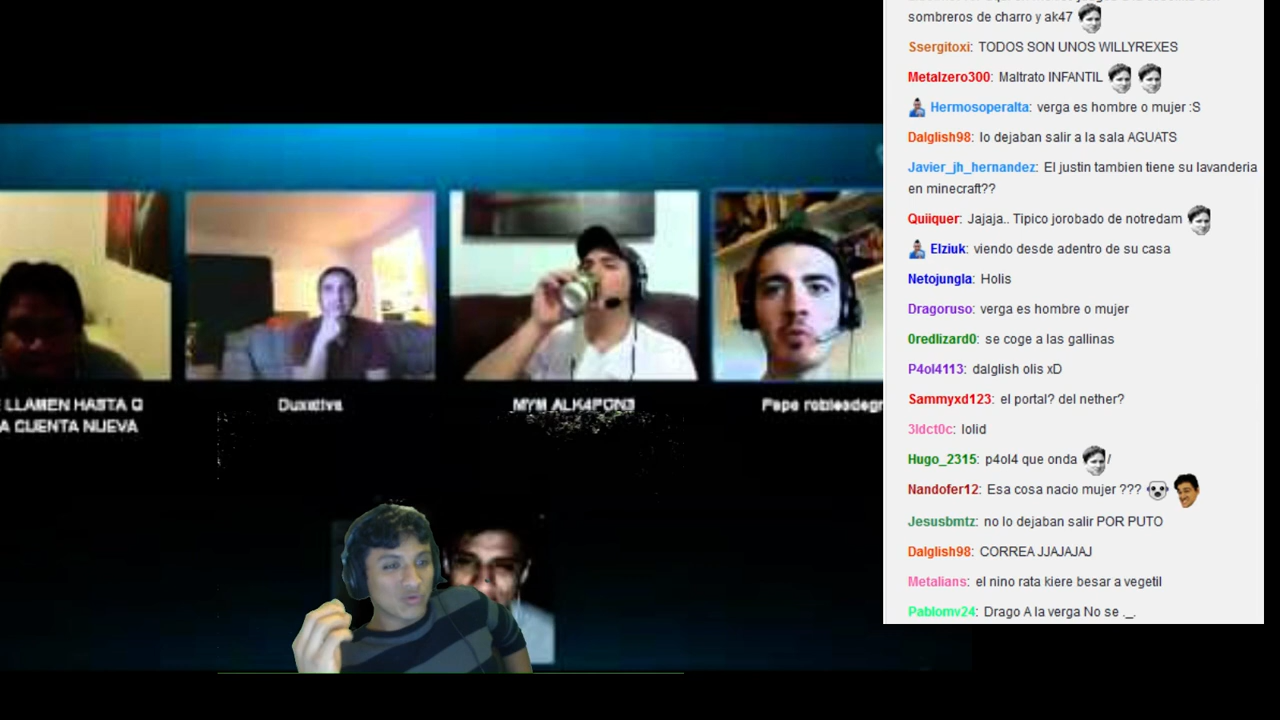 LLAMEN HASTA Q
A CUENTA NUEVA
Duxativa
MYM ALK4PON3
Pepe roblesdegr
sombreros de charro y ak47
Ssergitoxi: TODOS SON UNOS WILLYREXES
Metalzero300: Maltrato INFANTIL
Hermosoperalta: verga es hombre o mujer :S
Dalglish98: lo dejaban salir a la sala AGUATS
Javier_jh_hernandez: El justin tambien tiene su lavanderia
en minecraft??
Quiiquer: Jajaja.. Tipico jorobado de notredam
Elziuk: viendo desde adentro de su casa
Netojungla: Holis
Dragoruso: verga es hombre o mujer
0redlizard0: se coge a las gallinas
P4ol4113: dalglish olis xD
Sammyxd123: el portal? del nether?
3ldct0c: lolid
Hugo_2315: p4ol4 que onda /
Nandofer12: Esa cosa nacio mujer ???
Jesusbmtz: no lo dejaban salir POR PUTO
Dalglish98: CORREA JJAJAJAJ
Metalians: el nino rata kiere besar a vegetil
Pablomv24: Drago A la verga No se ._.